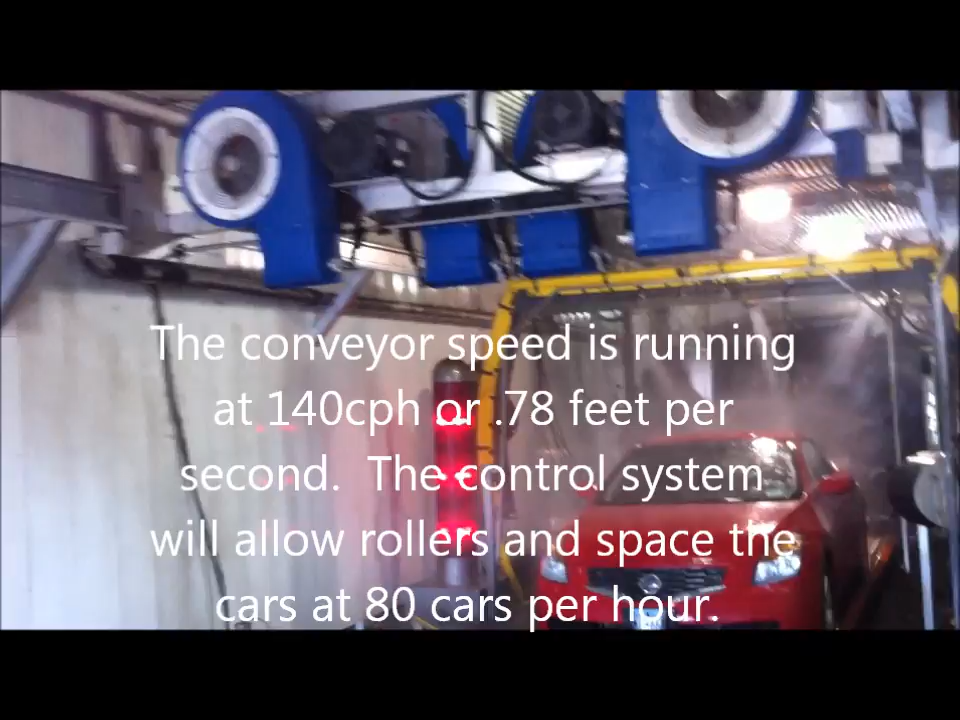 The conveyor speed is running
at 140cph or .78 feet per
second.  The control system
will allow rollers and space the
cars at 80 cars per hour.